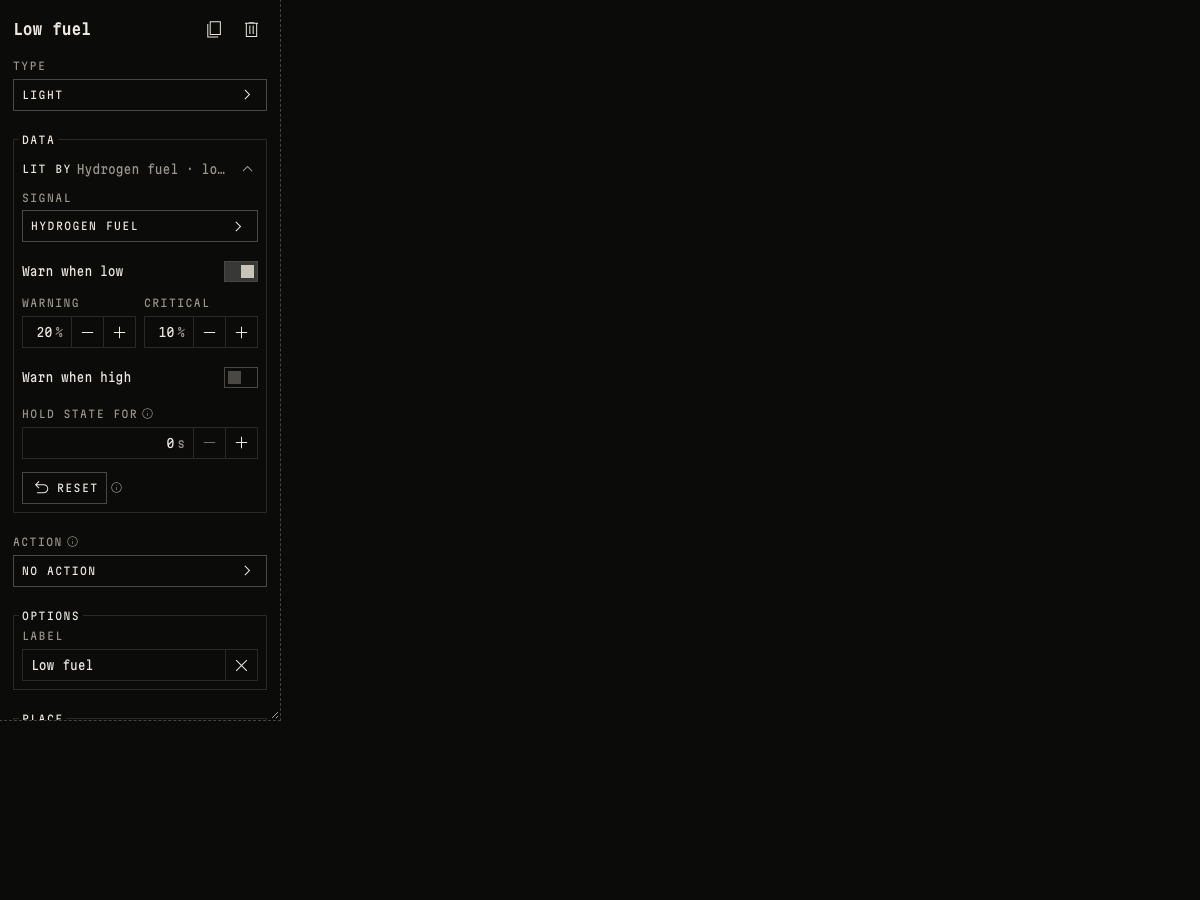 Low fuel
TYPE
LIGHT
DATA
LIT BY Hydrogen fuel · lo…
SIGNAL
HYDROGEN FUEL
Warn when low
WARNING CRITICAL
20 % 10 %
Warn when high
HOLD STATE FOR
0 s
RESET
ACTION
NO ACTION
OPTIONS
LABEL
Low fuel
PLACE